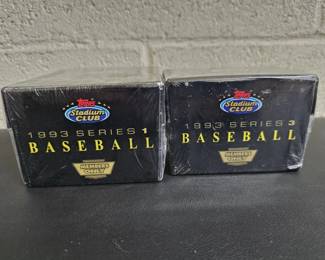 Topps
Stadium
CLUB
1993 SERIES 1
BASEBALL
MEMBERS
ONLY
Topps
Stadium
CLUB
1993 SERIES 3
BASEBALL
MEMBERS
ONLY